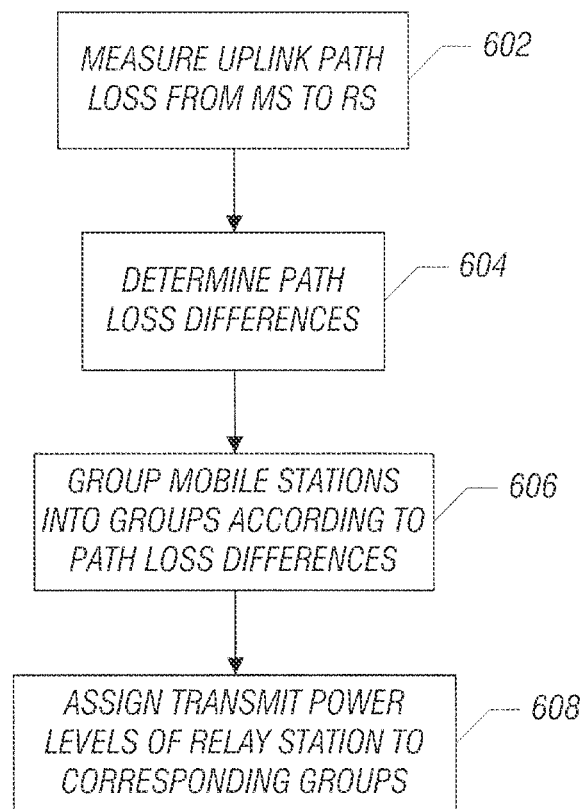 MEASURE UPLINK PATH
LOSS FROM MS TO RS
602
DETERMINE PATH
LOSS DIFFERENCES
604
GROUP MOBILE STATIONS
INTO GROUPS ACCORDING TO
PATH LOSS DIFFERENCES
606
ASSIGN TRANSMIT POWER
LEVELS OF RELAY STATION TO
CORRESPONDING GROUPS
608